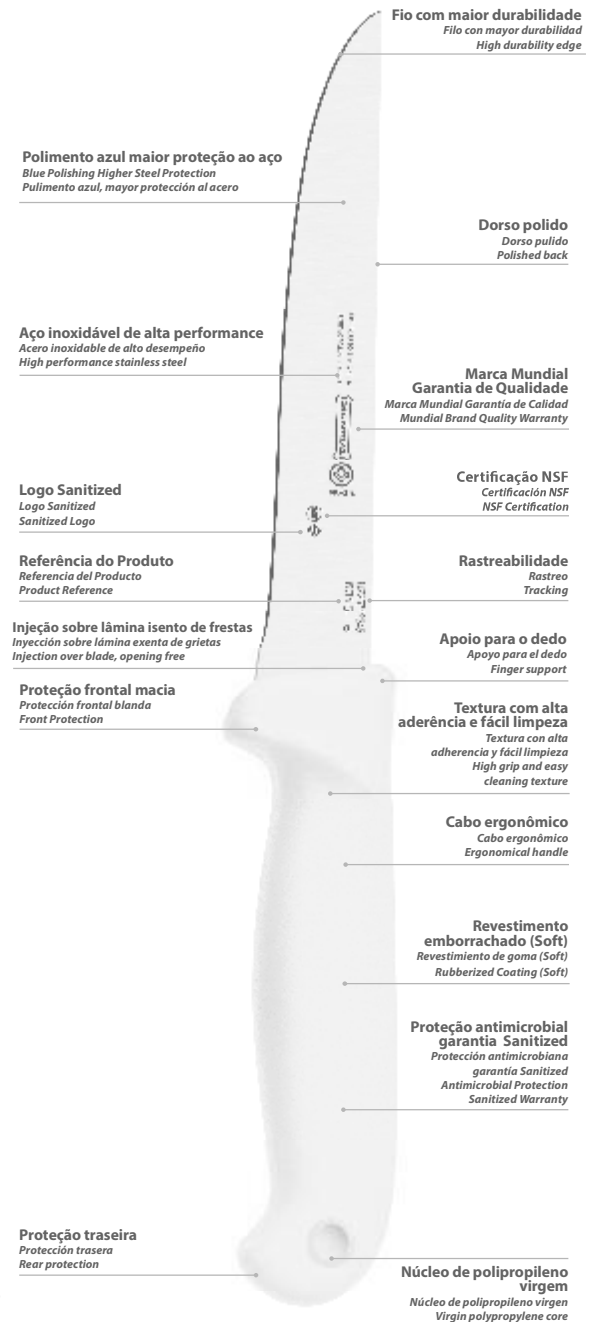 Fio com maior durabilidade
Filo con mayor durabilidad
High durability edge
Polimento azul maior proteção ao aço
Blue Polishing Higher Steel Protection
Pulimento azul, mayor protección al acero
Dorso polido
Dorso pulido
Polished back
Aço inoxidável de alta performance
Acero inoxidable de alto desempeño
High performance stainless steel
Marca Mundial
Garantia de Qualidade
Marca Mundial Garantía de Calidad
Mundial Brand Quality Warranty
Certificação NSF
Certificación NSF
NSF Certification
Logo Sanitized
Logo Sanitized
Sanitized Logo
Referência do Produto
Referencia del Producto
Product Reference
Rastreabilidade
Rastreo
Tracking
Injeção sobre lâmina isento de frestas
Inyección sobre lámina exenta de grietas
Injection over blade, opening free
Apoio para o dedo
Apoyo para el dedo
Finger support
Proteção frontal macia
Protección frontal blanda
Front Protection
Textura com alta
aderência e fácil limpeza
Textura con alta
adherencia y fácil limpieza
High grip and easy
cleaning texture
Cabo ergonômico
Cabo ergonômico
Ergonomical handle
Revestimento
emborrachado (Soft)
Revestimiento de goma (Soft)
Rubberized Coating (Soft)
Proteção antimicrobial
garantia Sanitized
Protección antimicrobiana
garantía Sanitized
Antimicrobial Protection
Sanitized Warranty
Proteção traseira
Protección trasera
Rear protection
Núcleo de polipropileno
virgem
Núcleo de polipropileno virgen
Virgin polypropylene core